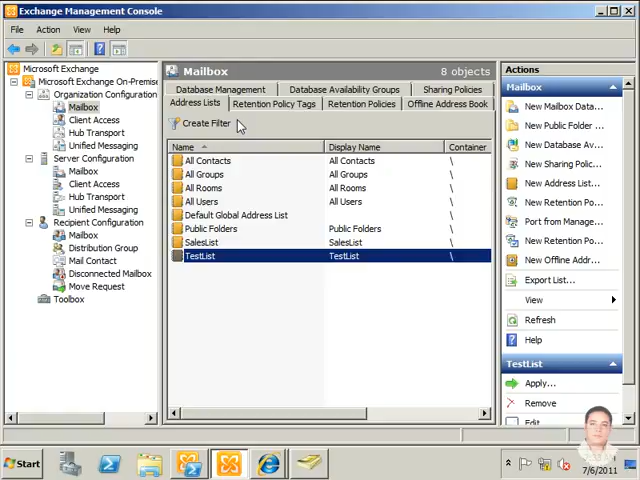 Exchange Management Console
File Action View Help
Microsoft Exchange
Microsoft Exchange On-Premise
Organization Configuration
Mailbox
Client Access
Hub Transport
Unified Messaging
Server Configuration
Mailbox
Client Access
Hub Transport
Unified Messaging
Recipient Configuration
Mailbox
Distribution Group
Mail Contact
Disconnected Mailbox
Move Request
Toolbox
Mailbox 8 objects
Database Management Database Availability Groups Sharing Policies
Address Lists Retention Policy Tags Retention Policies Offline Address Book
Create Filter
Name Display Name Container
All Contacts All Contacts \
All Groups All Groups \
All Rooms All Rooms \
All Users All Users \
Default Global Address List \
Public Folders Public Folders \
SalesList SalesList \
TestList TestList \
Actions
Mailbox
New Mailbox Data...
New Public Folder ...
New Database Av...
New Sharing Polic...
New Address List...
New Retention Po...
Port from Manage...
New Retention Po...
New Offline Addr...
Export List...
View
Refresh
Help
TestList
Apply...
Remove
Edit
Start
7/6/2011